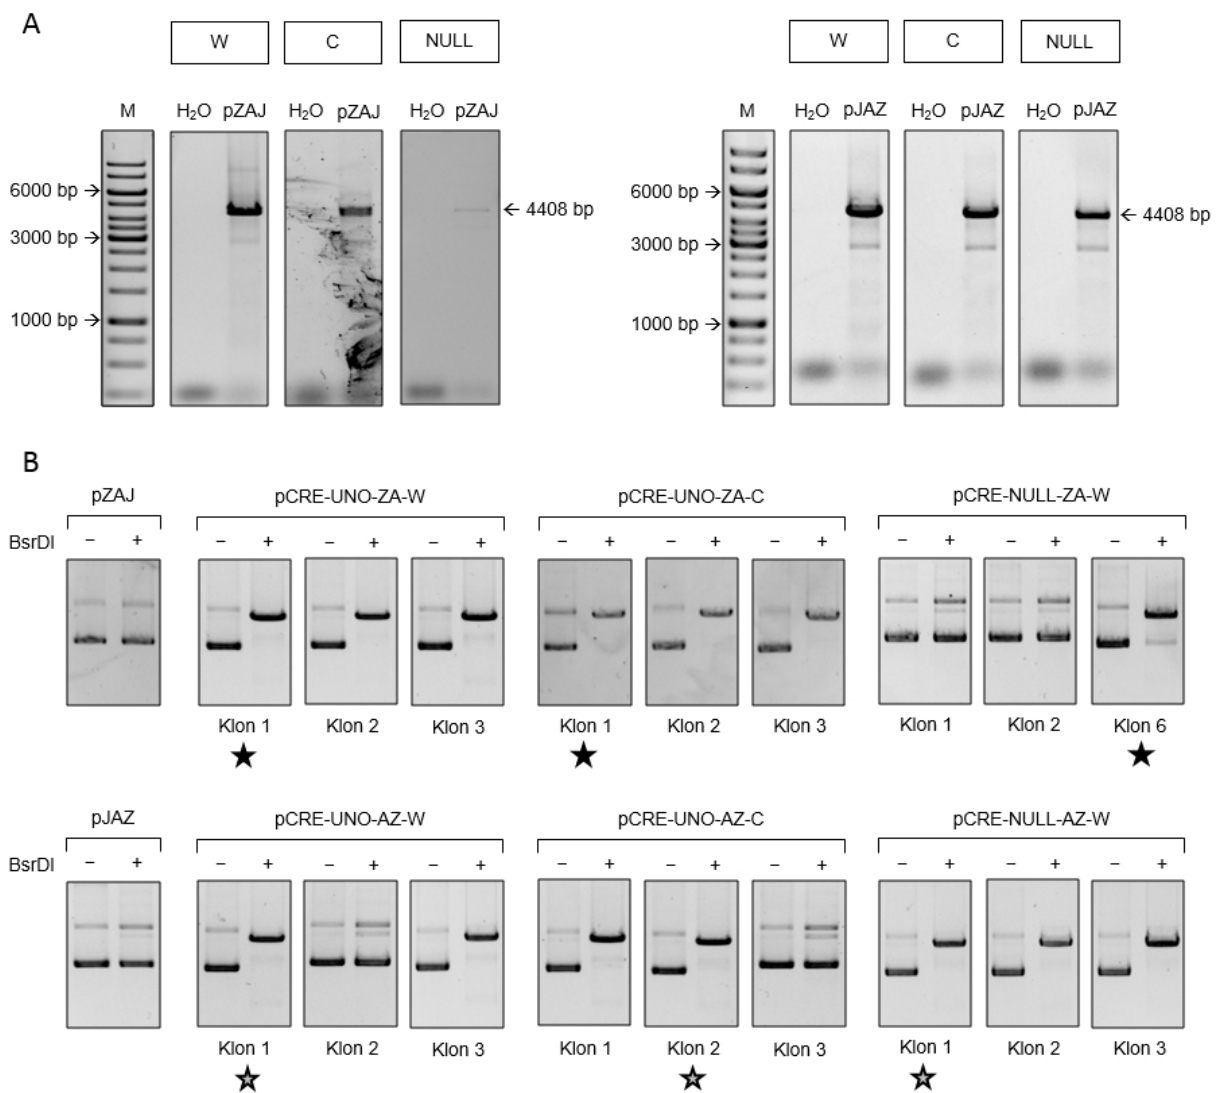 A
W C NULL W C NULL
M H₂O pZAJ H₂O pZAJ H₂O pZAJ M H₂O pJAZ H₂O pJAZ H₂O pJAZ
6000 bp → ← 4408 bp 6000 bp → ← 4408 bp
3000 bp → 3000 bp →
1000 bp → 1000 bp →
B
pZAJ pCRE-UNO-ZA-W pCRE-UNO-ZA-C pCRE-NULL-ZA-W
BsrDI – + – + – + – + – + – + – + – + – + – +
Klon 1 Klon 2 Klon 3 Klon 1 Klon 2 Klon 3 Klon 1 Klon 2 Klon 6
pJAZ pCRE-UNO-AZ-W pCRE-UNO-AZ-C pCRE-NULL-AZ-W
BsrDI – + – + – + – + – + – + – + – + – + – +
Klon 1 Klon 2 Klon 3 Klon 1 Klon 2 Klon 3 Klon 1 Klon 2 Klon 3